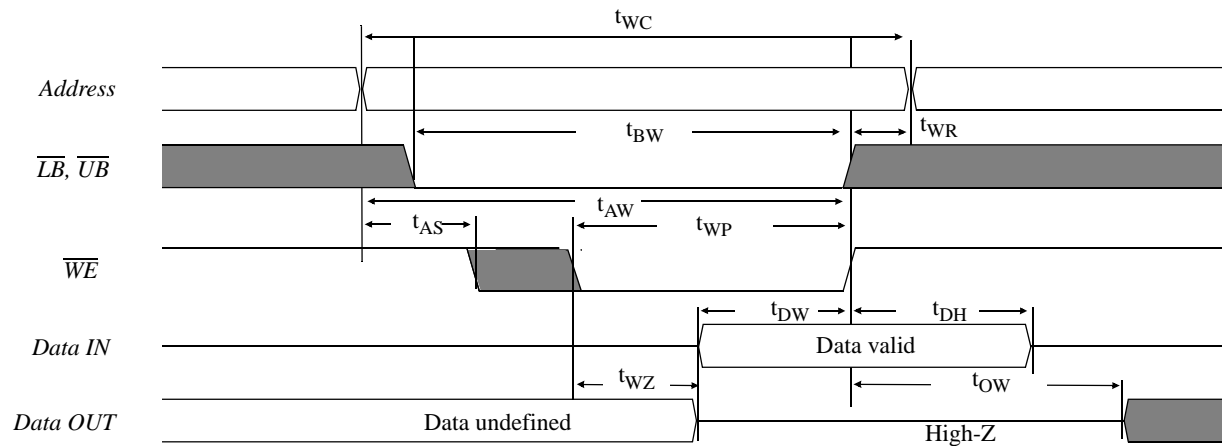 tWC
Address
tBW
tWR
LB, UB
tAW
tAS
tWP
WE
tDW
tDH
Data IN
Data valid
tWZ
tOW
Data OUT
Data undefined
High-Z